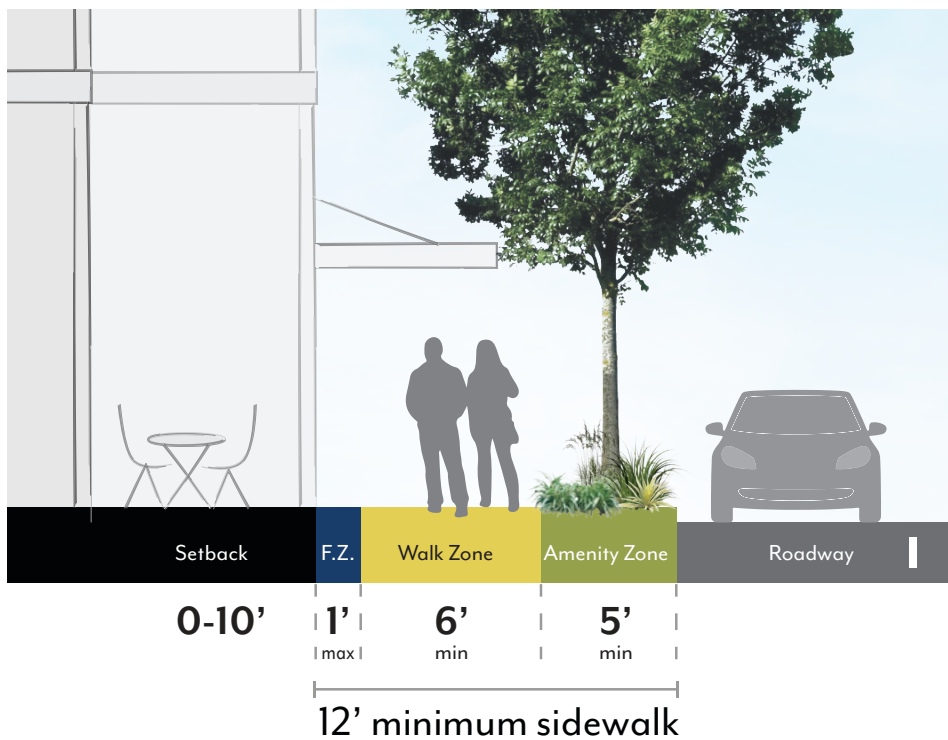 Setback F.Z. Walk Zone Amenity Zone Roadway
0-10’ 1’ 6’ 5’
max min min
12’ minimum sidewalk